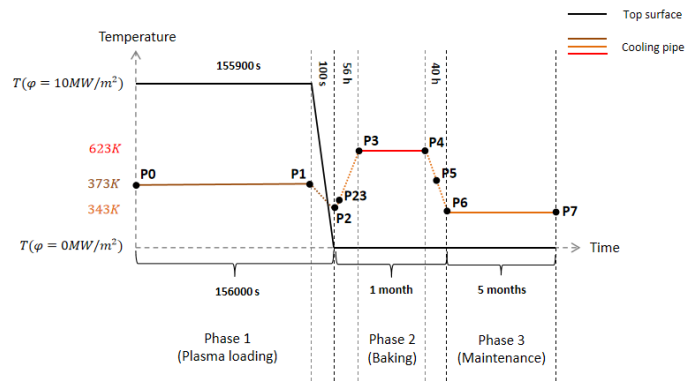 Top surface
Cooling pipe
Temperature
155900 s
100 s
56 h
40 h
T(φ = 10MW/m²)
623K
373K
343K
P0
P1
P2
P23
P3
P4
P5
P6
P7
T(φ = 0MW/m²)
Time
156000 s
1 month
5 months
Phase 1
(Plasma loading)
Phase 2
(Baking)
Phase 3
(Maintenance)